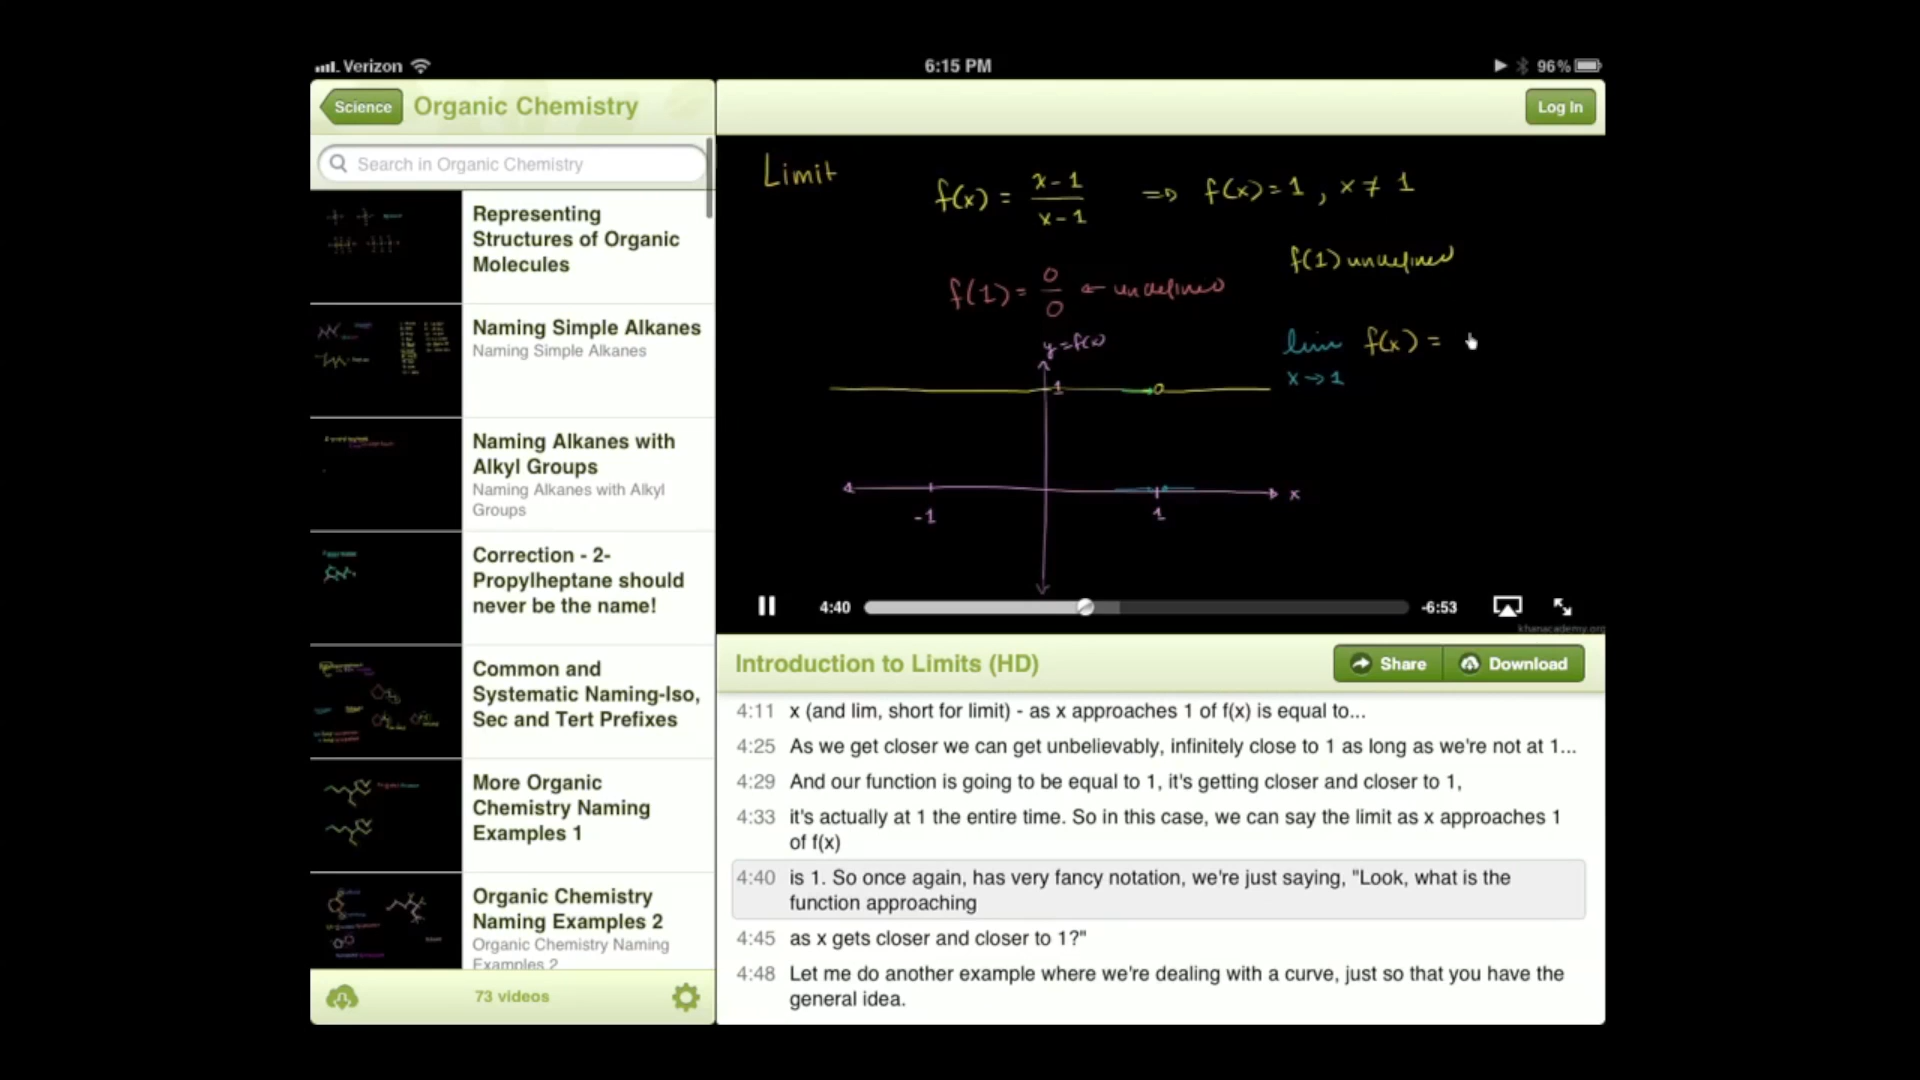 Verizon
6:15 PM
96%
Science
Organic Chemistry
Log In
Search in Organic Chemistry
Representing
Structures of Organic
Molecules
Naming Simple Alkanes
Naming Simple Alkanes
Naming Alkanes with
Alkyl Groups
Naming Alkanes with Alkyl
Groups
Correction - 2-
Propylheptane should
never be the name!
Common and
Systematic Naming-Iso,
Sec and Tert Prefixes
More Organic
Chemistry Naming
Examples 1
Organic Chemistry
Naming Examples 2
Organic Chemistry Naming
Examples 2
73 videos
Limit
f(x) = x-1 / x-1 ⇒ f(x)=1, x≠1
f(1) undefined
f(1) = 0/0 ← undefined
y=f(x)
lim f(x) =
x→1
1
x
-1
1
4:40
-6:53
khanacademy.org
Introduction to Limits (HD)
Share
Download
4:11 x (and lim, short for limit) - as x approaches 1 of f(x) is equal to...
4:25 As we get closer we can get unbelievably, infinitely close to 1 as long as we're not at 1...
4:29 And our function is going to be equal to 1, it's getting closer and closer to 1,
4:33 it's actually at 1 the entire time. So in this case, we can say the limit as x approaches 1
of f(x)
4:40 is 1. So once again, has very fancy notation, we're just saying, "Look, what is the
function approaching
4:45 as x gets closer and closer to 1?"
4:48 Let me do another example where we're dealing with a curve, just so that you have the
general idea.